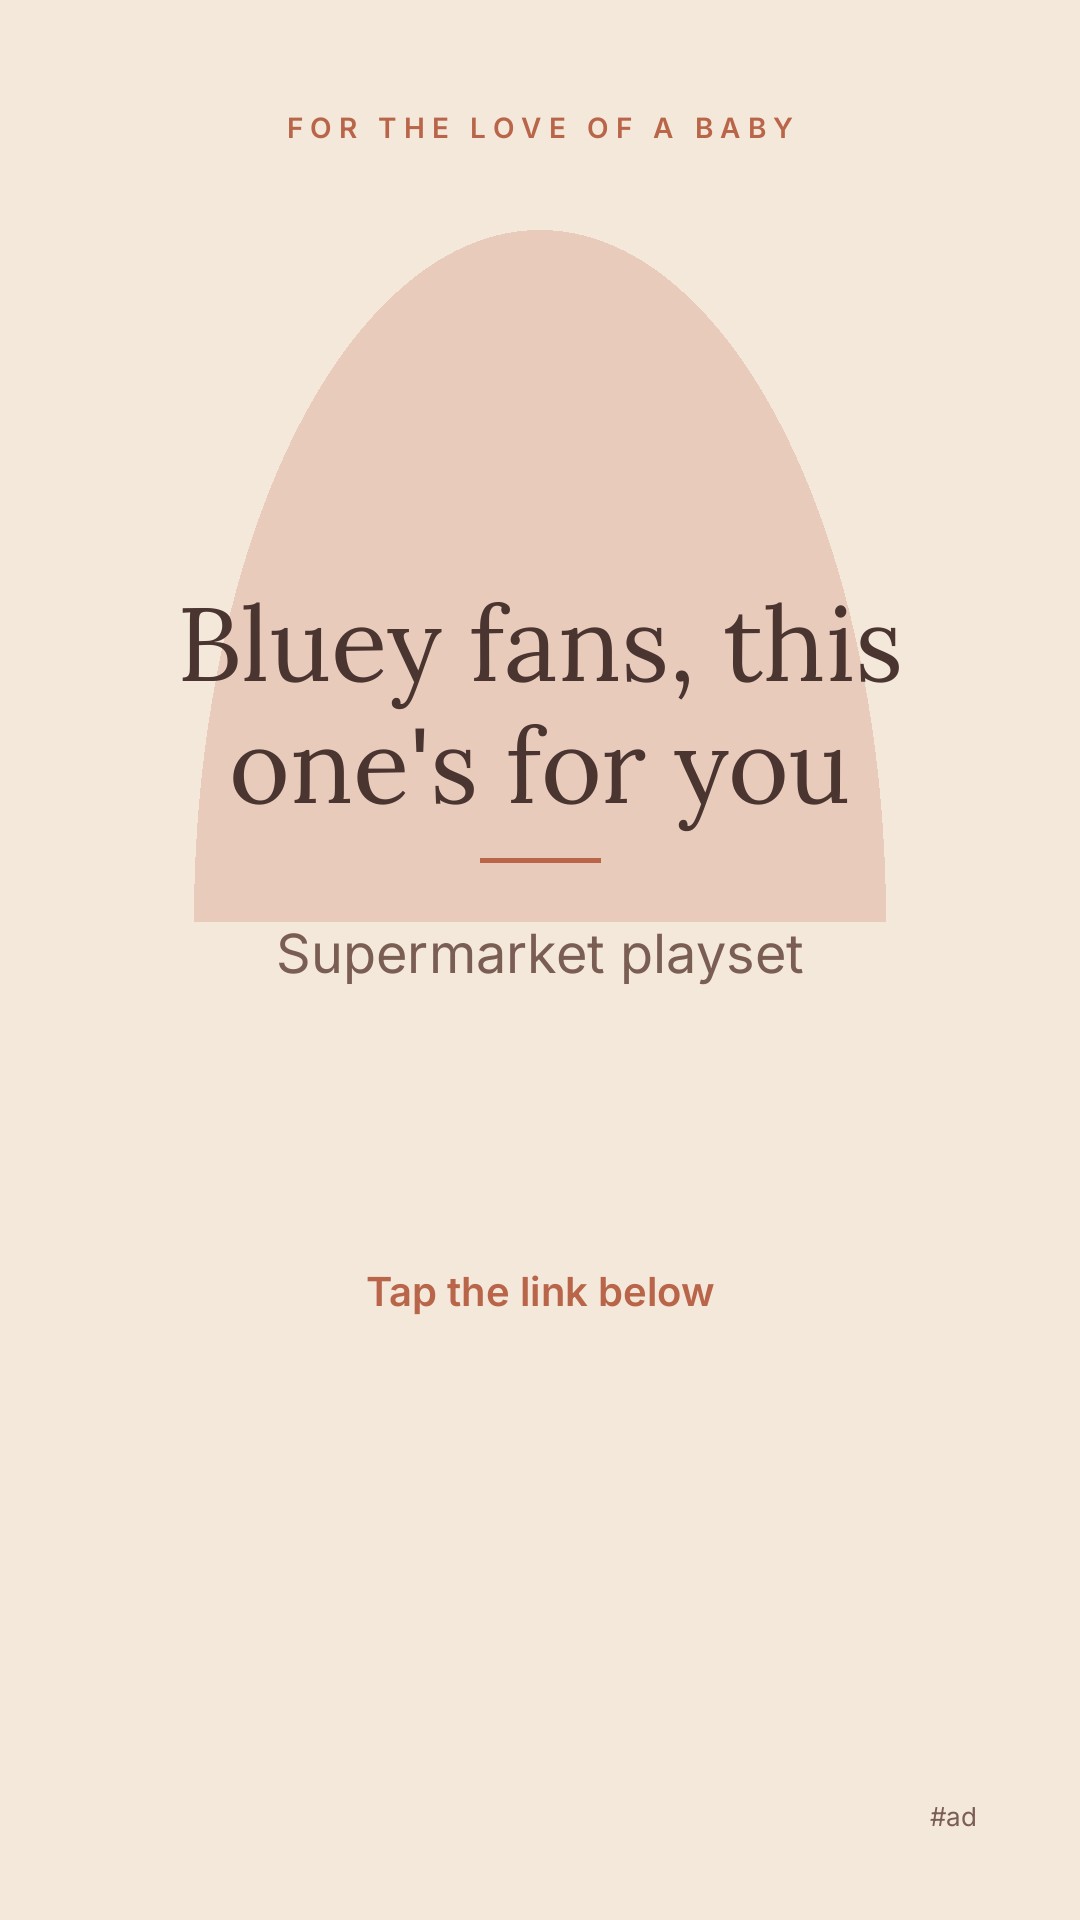 FOR THE LOVE OF A BABY
Bluey fans, this
one's for you
Supermarket playset
Tap the link below
#ad